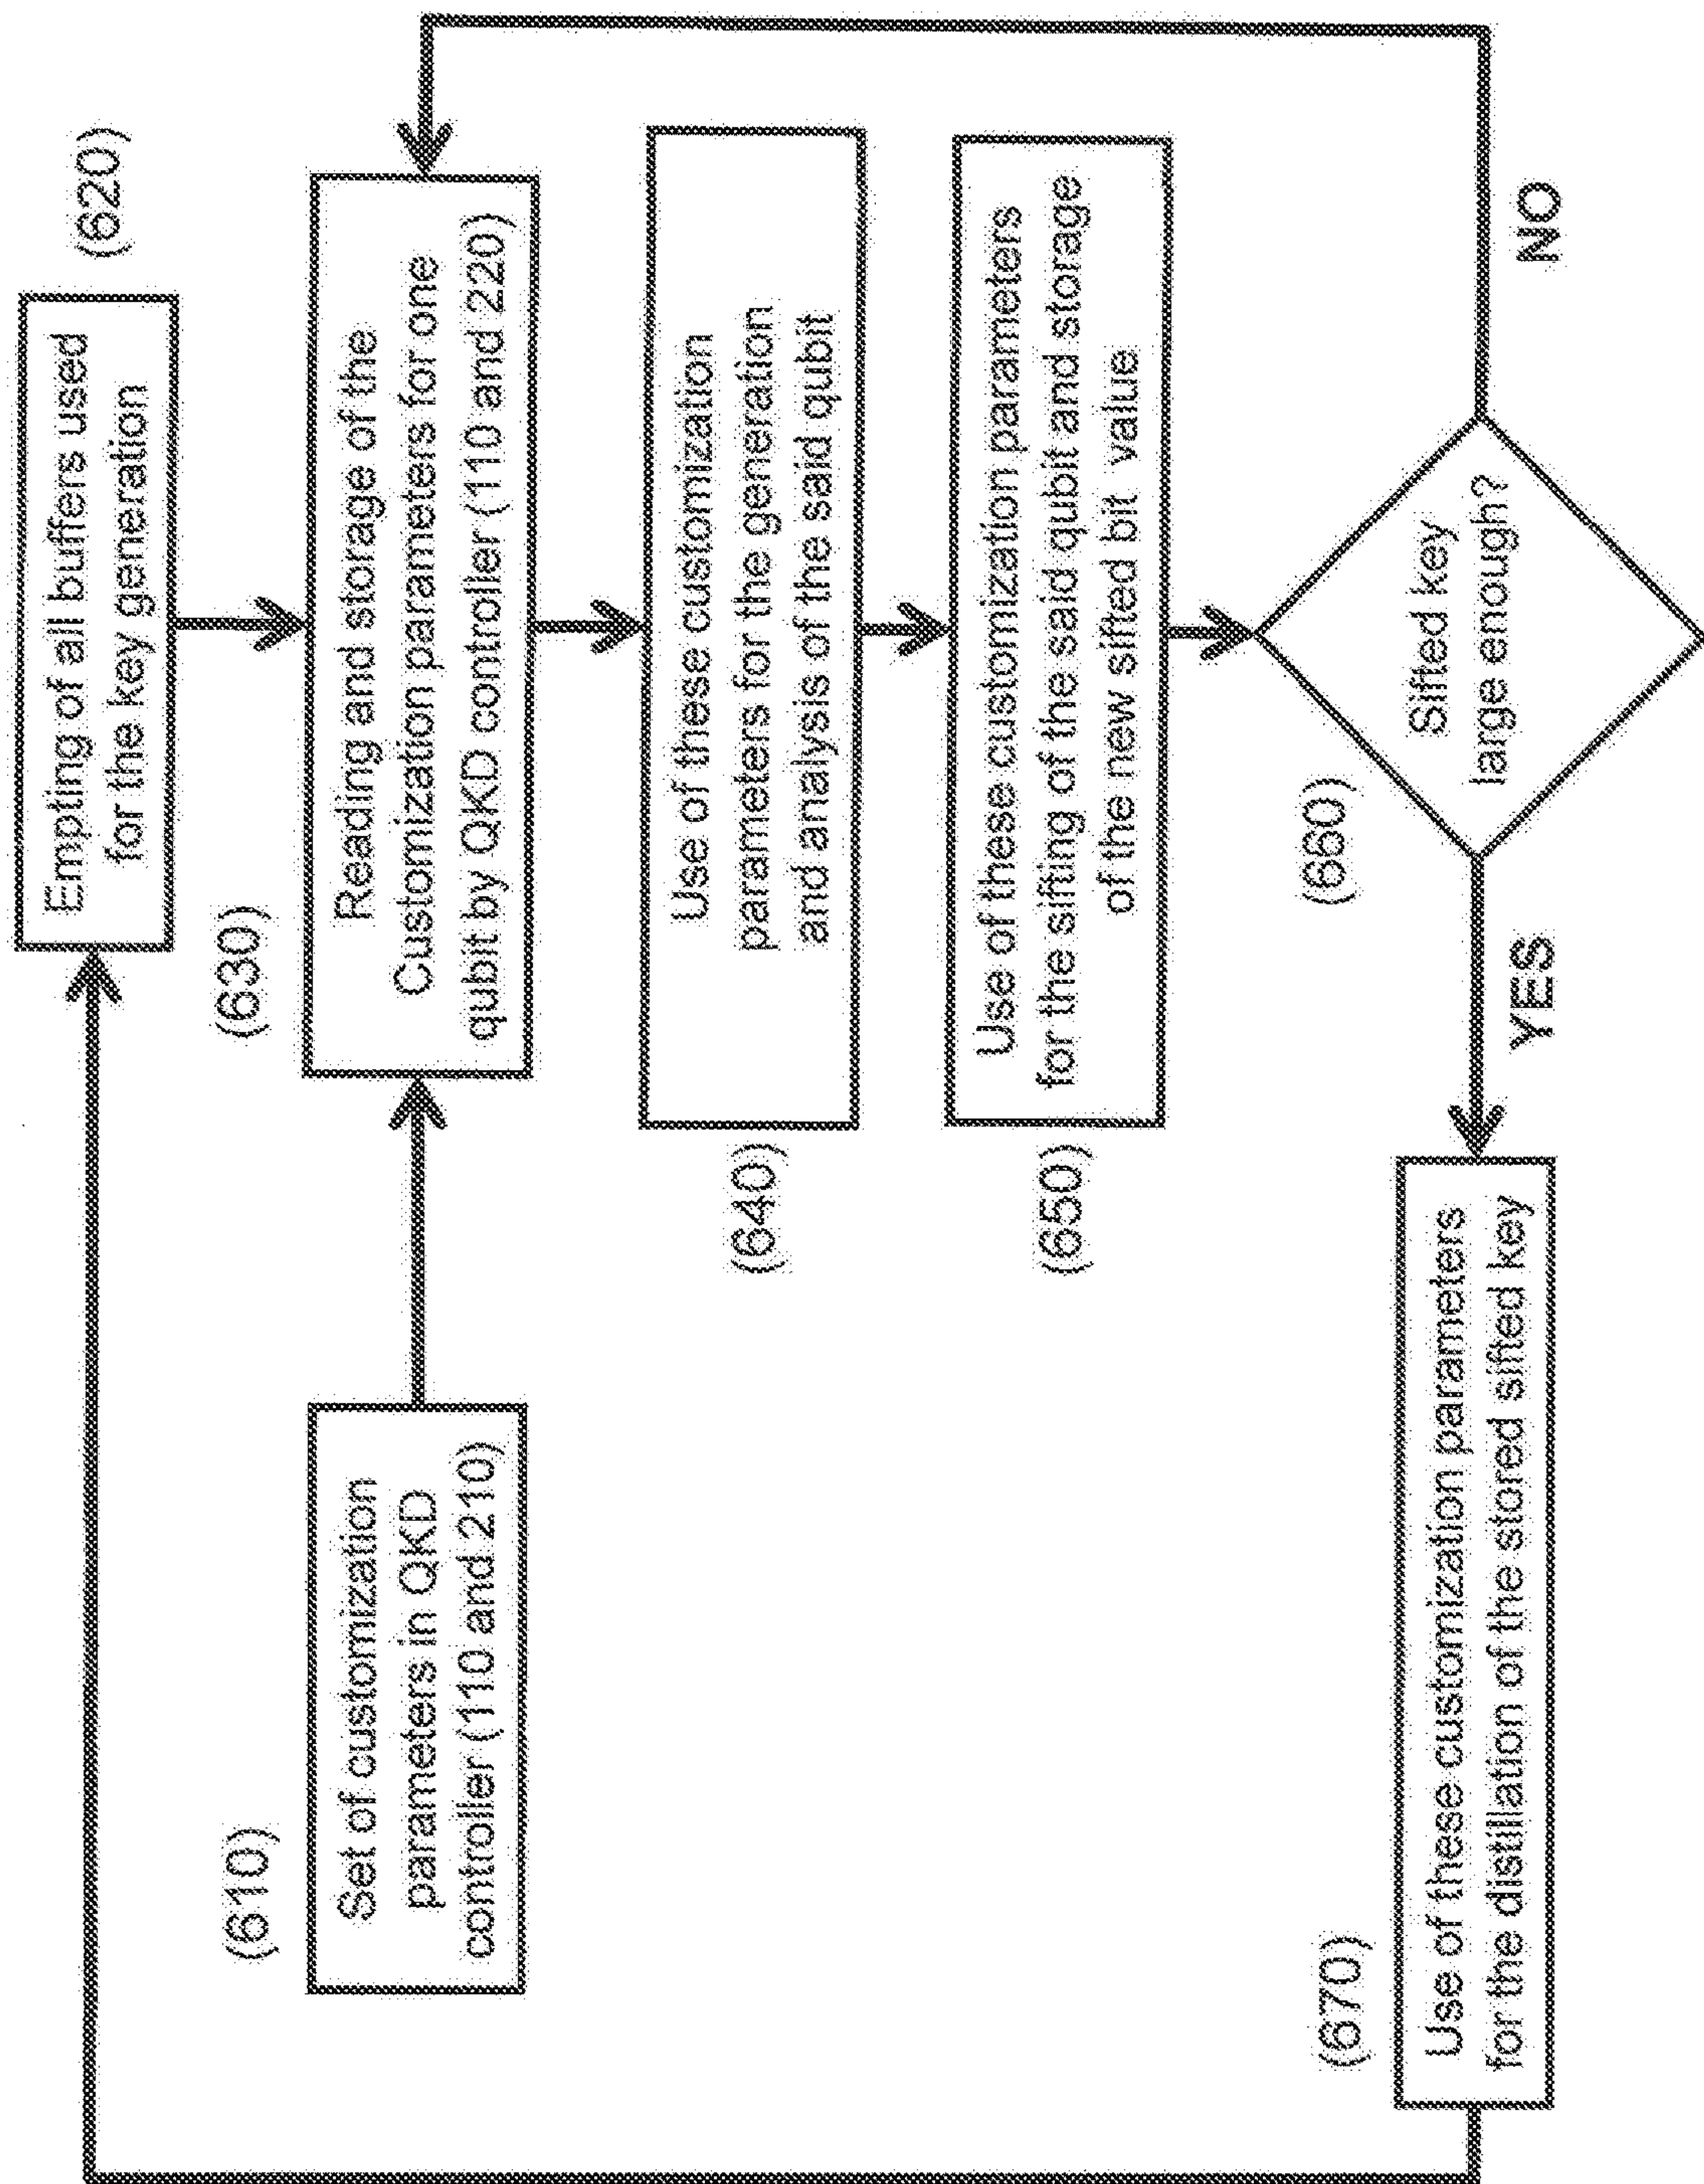 (620)
Empting of all buffers used
for the key generation
(610)
Set of customization
parameters in QKD
controller (110 and 210)
(630)
Reading and storage of the
Customization parameters for one
qubit by QKD controller (110 and 220)
(640)
Use of these customization
parameters for the generation
and analysis of the said qubit
(650)
Use of these customization parameters
for the sifting of the said qubit and storage
of the new sifted bit value
(660)
Sifted key
large enough?
YES
NO
(670)
Use of these customization parameters
for the distillation of the stored sifted key